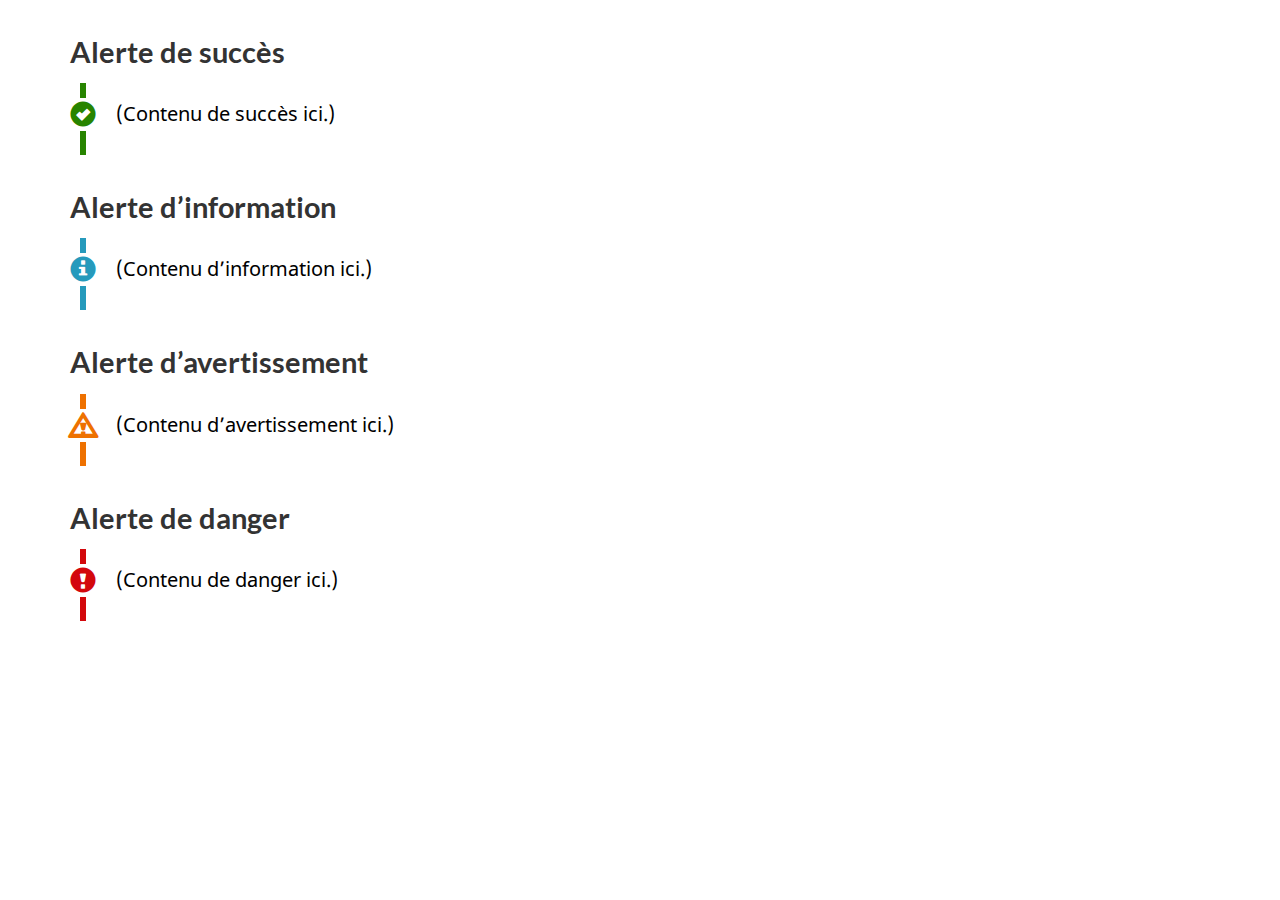 Alerte de succès
(Contenu de succès ici.)
Alerte d’information
(Contenu d’information ici.)
Alerte d’avertissement
(Contenu d’avertissement ici.)
Alerte de danger
(Contenu de danger ici.)